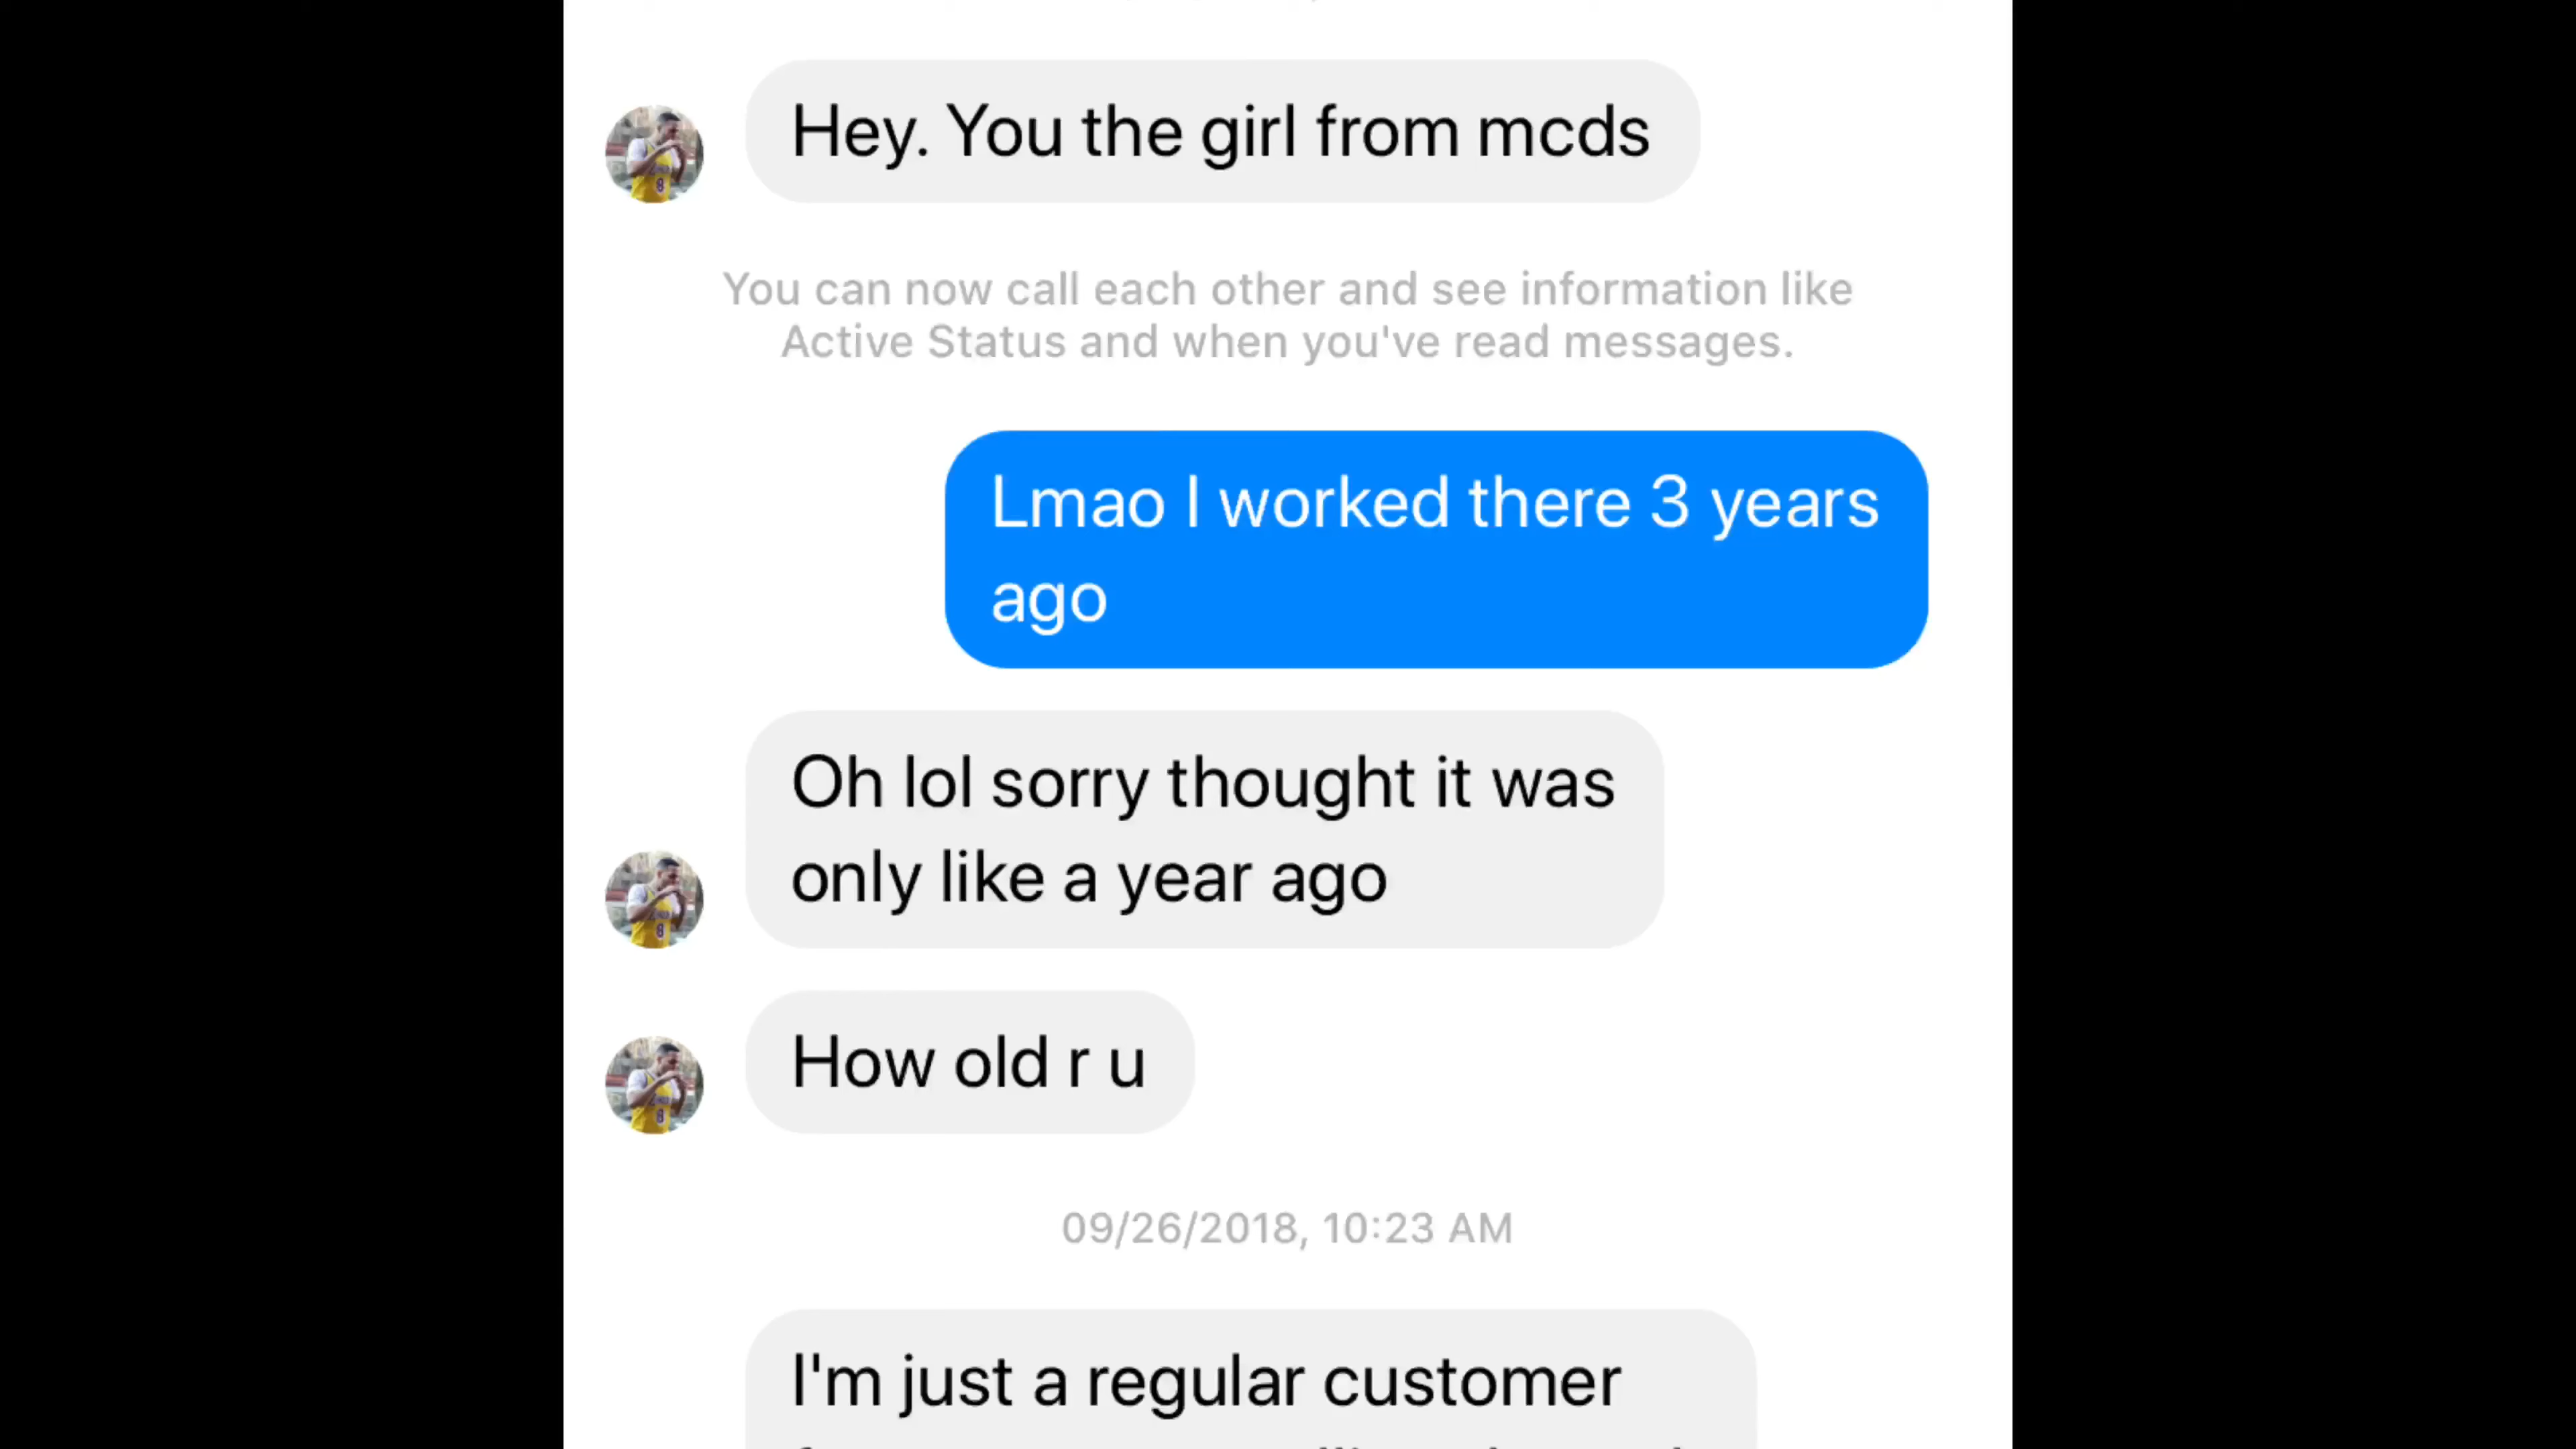 Hey. You the girl from mcds
You can now call each other and see information like
Active Status and when you've read messages.
Lmao I worked there 3 years
ago
Oh lol sorry thought it was
only like a year ago
How old r u
09/26/2018, 10:23 AM
I'm just a regular customer